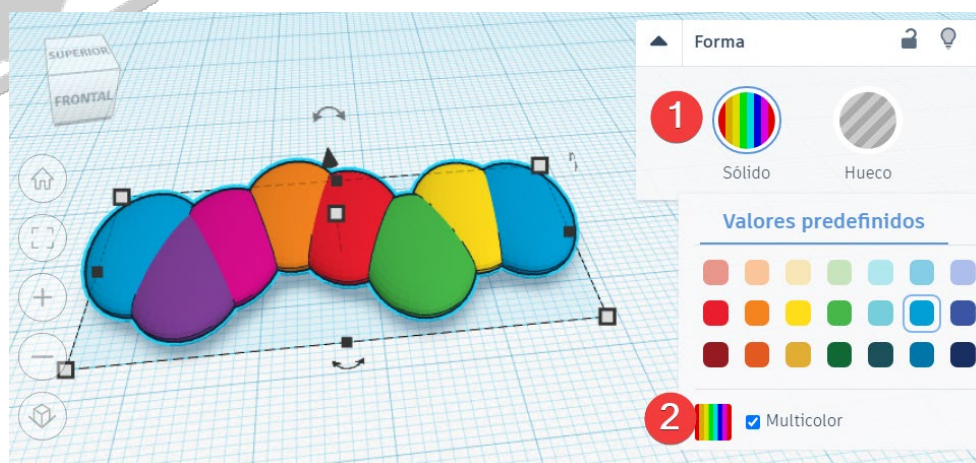 SUPERIOR
FRONTAL
Forma
1
Sólido
Hueco
Valores predefinidos
2
Multicolor